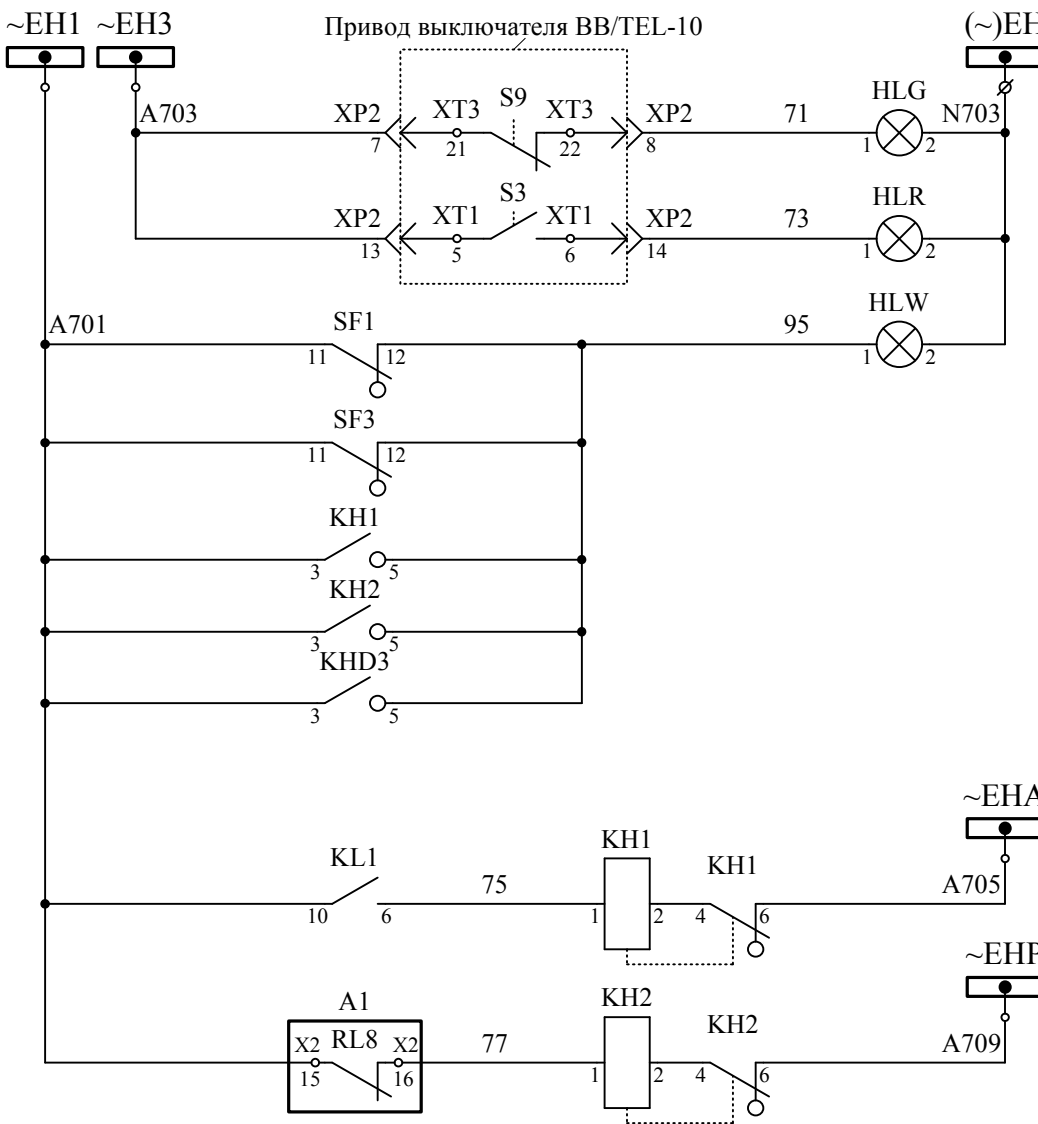 ~EH1 ~EH3 Привод выключателя BB/TEL-10 (~)EH
A703 XP2 XT3 S9 XT3 XP2 71 HLG N703
7 21 22 8 1 2
XP2 XT1 S3 XT1 XP2 73 HLR
13 5 6 14 1 2
A701 SF1 95 HLW
11 12 1 2
SF3
11 12
KH1
3 5
KH2
3 5
KHD3
3 5
~EHA
KL1 75 KH1 KH1 A705
10 6 1 2 4 6
~EHP
A1 KH2 KH2
X2 RL8 X2 77 A709
15 16 1 2 4 6